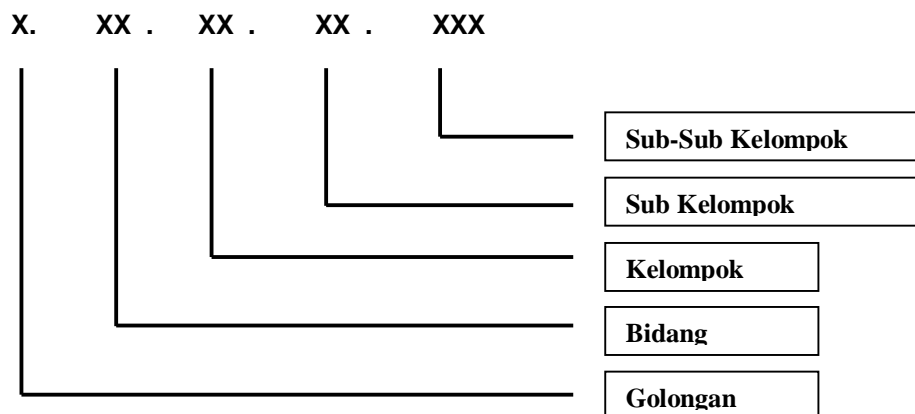 X. XX . XX . XX . XXX
Sub-Sub Kelompok
Sub Kelompok
Kelompok
Bidang
Golongan